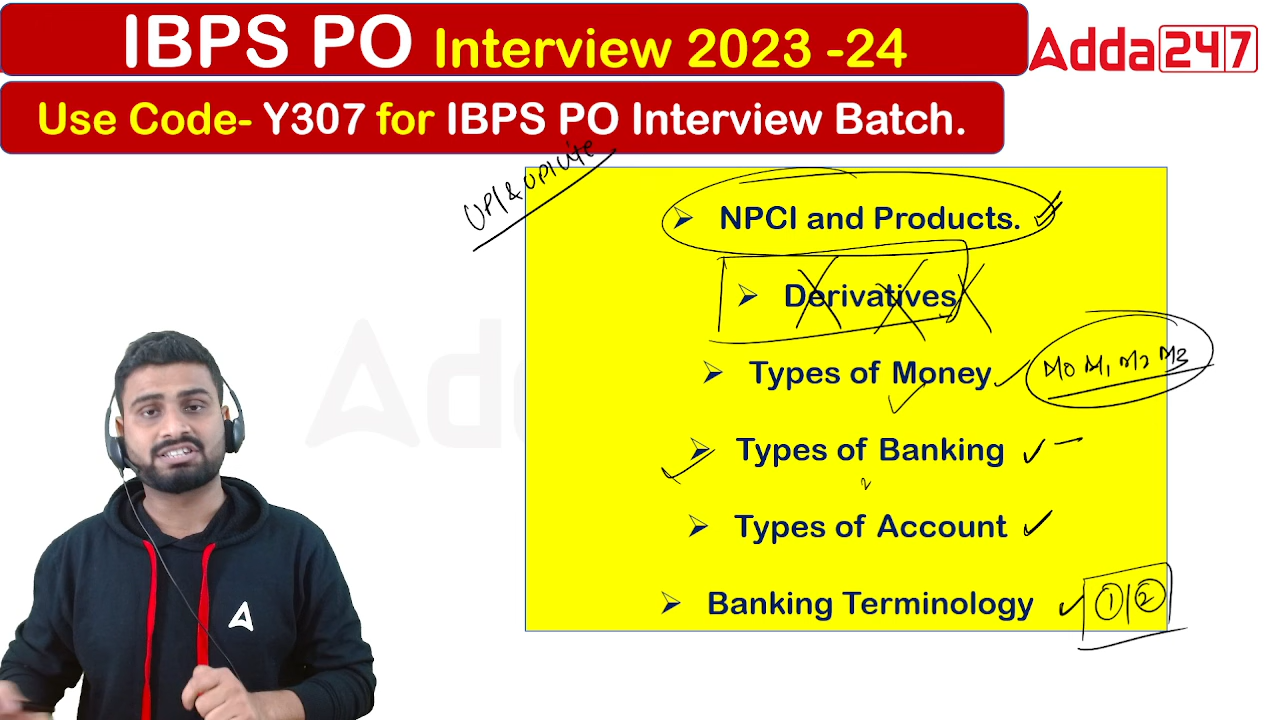 IBPS PO Interview 2023 -24
Adda247
Use Code- Y307 for IBPS PO Interview Batch.
UPI & UPI Lite
➢ NPCI and Products.
➢ Derivatives
➢ Types of Money
M0 M1 M2 M3
➢ Types of Banking
➢ Types of Account
➢ Banking Terminology
① | ②
Add